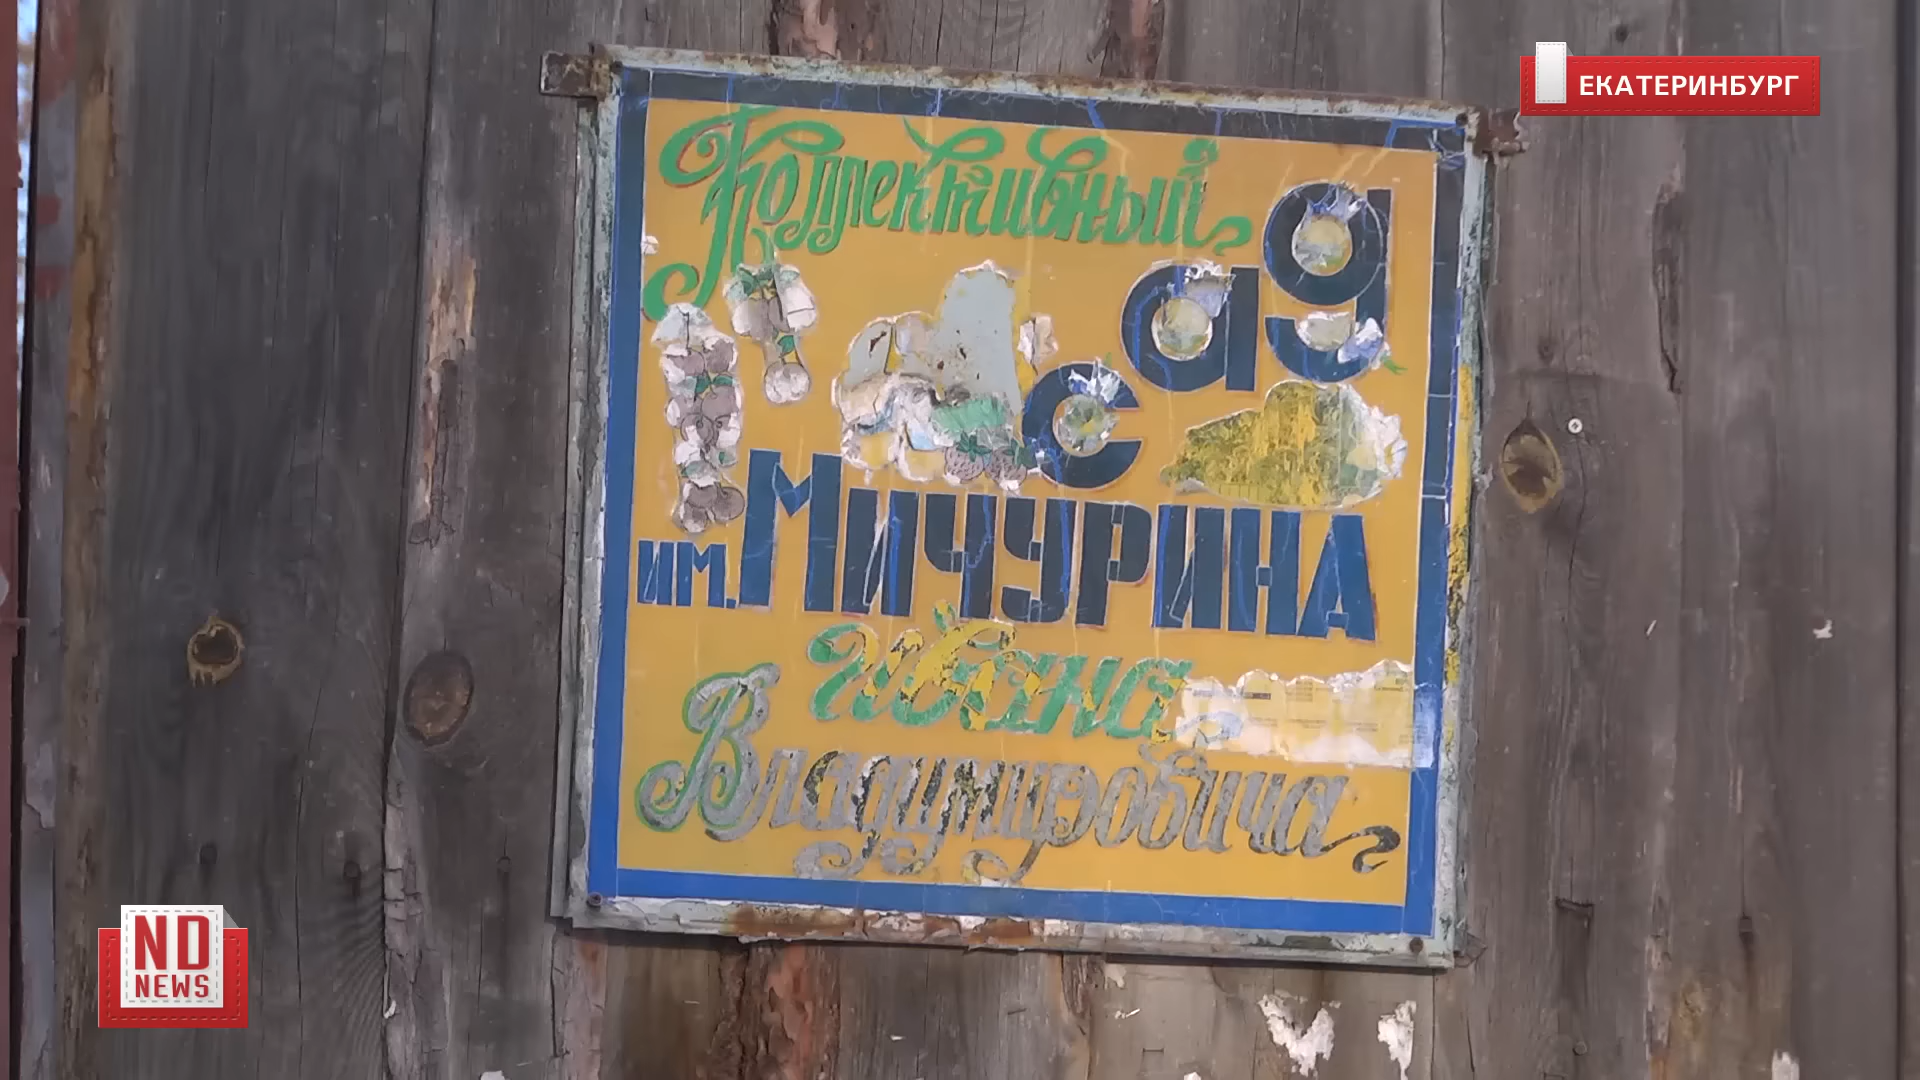 ЕКАТЕРИНБУРГ
Коллективный
сад
им. Мичурина
Ивана
Владимировича
ND
NEWS